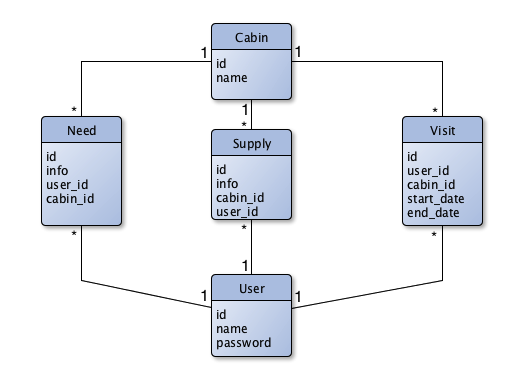 Cabin
id
name
1
1
1
*
*
*
Need
id
info
user_id
cabin_id
Supply
id
info
cabin_id
user_id
Visit
id
user_id
cabin_id
start_date
end_date
*
*
*
1
1
1
User
id
name
password